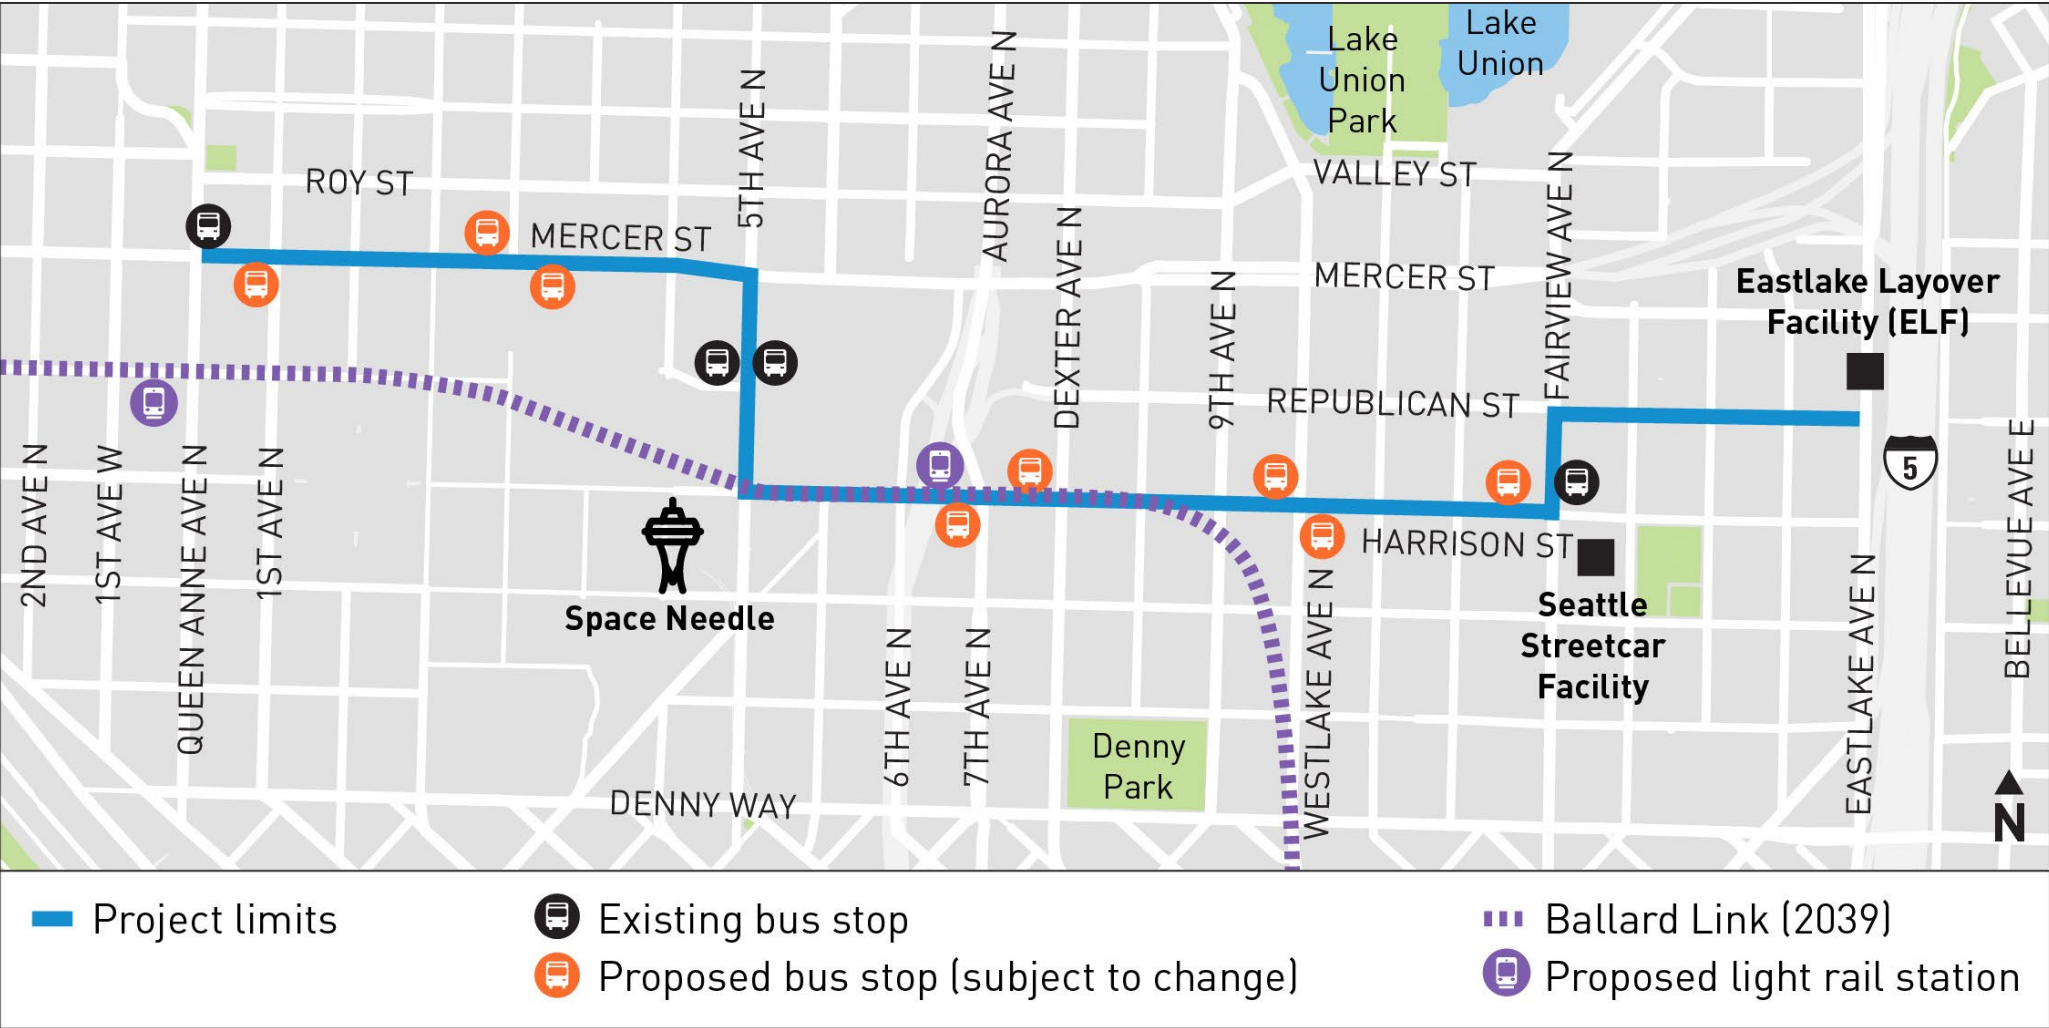 Lake
Union
Park
Lake
Union
5TH AVE N
AURORA AVE N
ROY ST
VALLEY ST
FAIRVIEW AVE N
MERCER ST
DEXTER AVE N
9TH AVE N
MERCER ST
Eastlake Layover
Facility (ELF)
REPUBLICAN ST
2ND AVE N
1ST AVE W
QUEEN ANNE AVE N
1ST AVE N
5
BELLEVUE AVE E
HARRISON ST
Space Needle
Seattle
Streetcar
Facility
6TH AVE N
7TH AVE N
WESTLAKE AVE N
EASTLAKE AVE N
Denny
Park
DENNY WAY
N
Project limits
Existing bus stop
Proposed bus stop (subject to change)
Ballard Link (2039)
Proposed light rail station